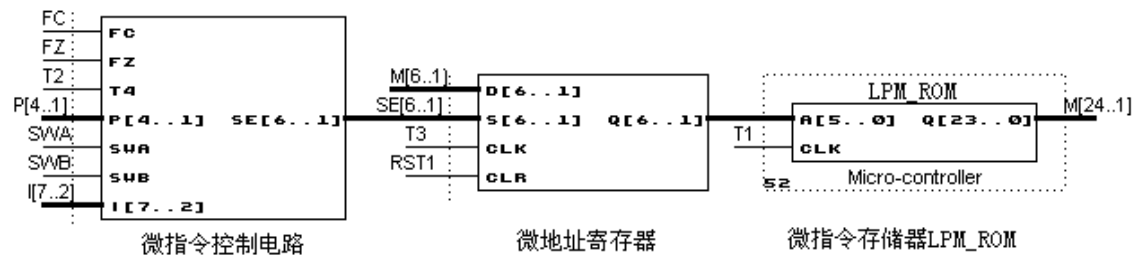 FC
FZ
T2
P[4..1]
SWA
SWB
I[7..2]
FC
FZ
T4
P[4..1] SE[6..1]
SWA
SWB
I[7..2]
微指令控制电路
M[6..1]
SE[6..1]
T3
RST1
D[6..1]
S[6..1] Q[6..1]
CLK
CLR
微地址寄存器
LPM_ROM
T1
A[5..0] Q[23..0]
CLK
M[24..1]
52
Micro-controller
微指令存储器LPM_ROM